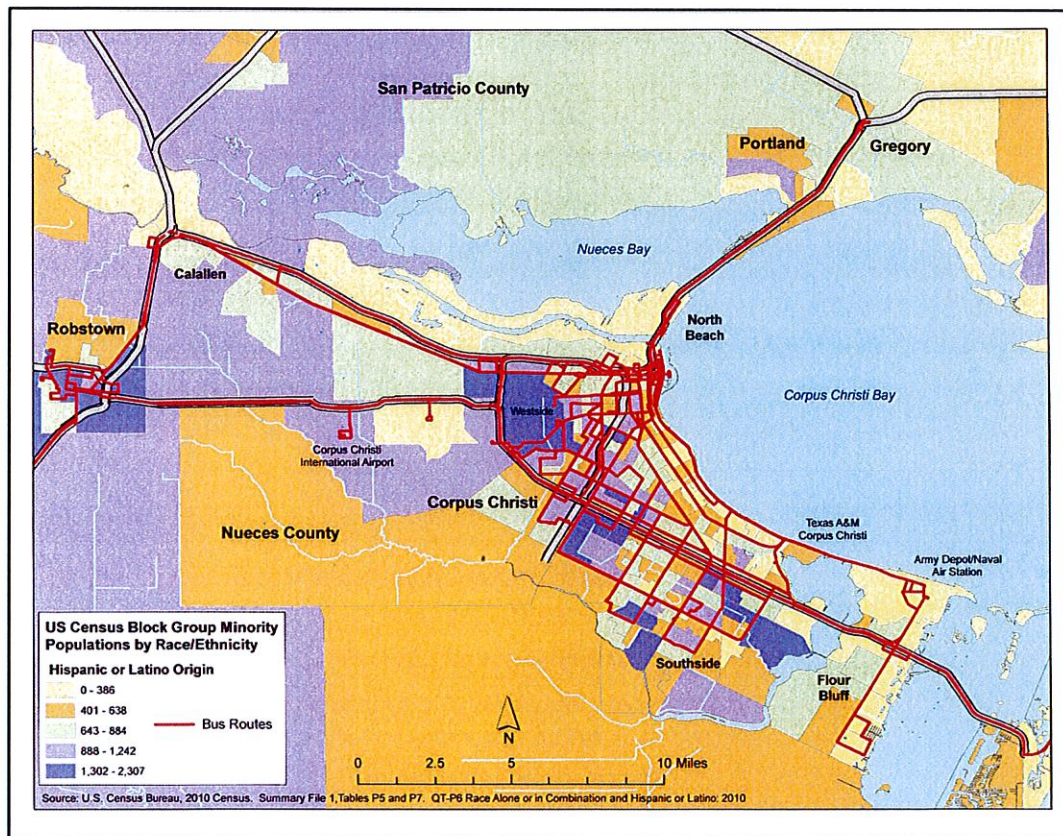 San Patricio County
Portland
Gregory
Nueces Bay
Calallen
North
Beach
Robstown
Corpus Christi Bay
Westside
Corpus Christi
International Airport
Corpus Christi
Nueces County
Texas A&M
Corpus Christi
Army Depot/Naval
Air Station
US Census Block Group Minority
Populations by Race/Ethnicity
Hispanic or Latino Origin
0 - 386
401 - 638
643 - 884
888 - 1,242
1,302 - 2,307
Bus Routes
Southside
Flour
Bluff
N
0 2.5 5 10 Miles
Source: U.S. Census Bureau, 2010 Census. Summary File 1,Tables P5 and P7. QT-P6 Race Alone or in Combination and Hispanic or Latino: 2010